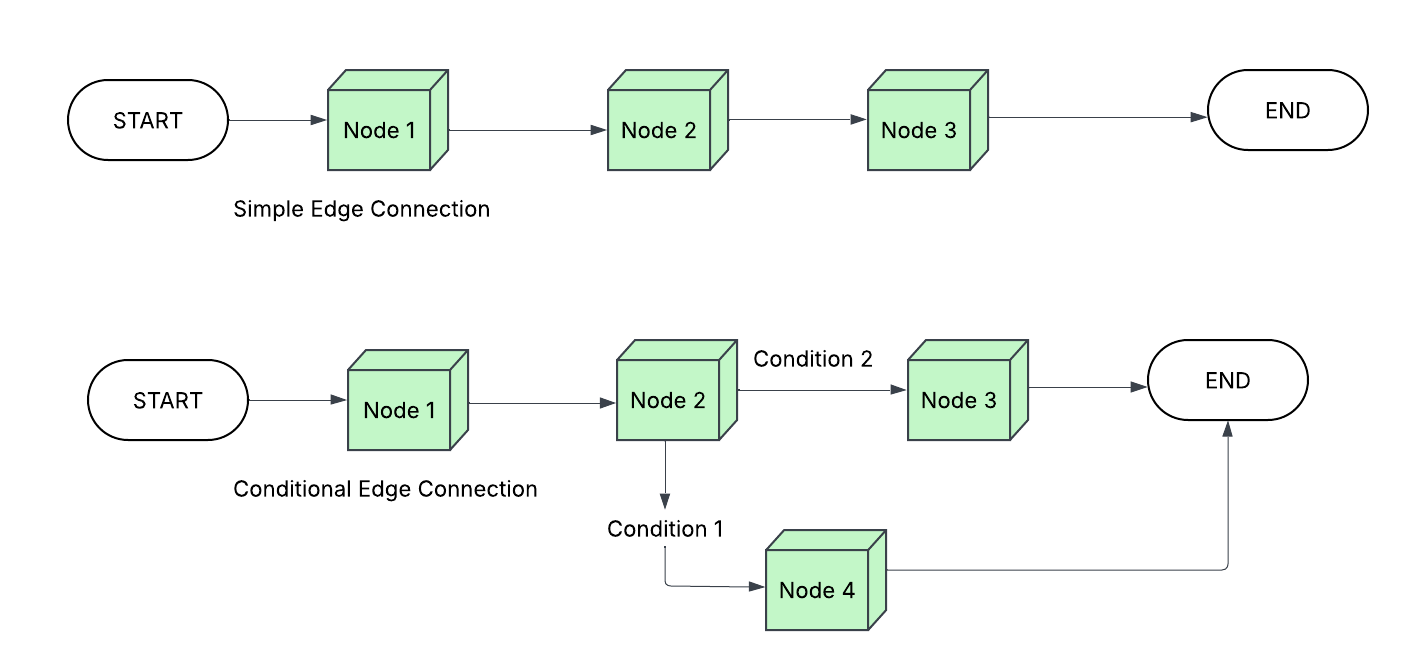 START
Node 1
Node 2
Node 3
END
Simple Edge Connection
START
Node 1
Node 2
Condition 2
Node 3
END
Conditional Edge Connection
Condition 1
Node 4